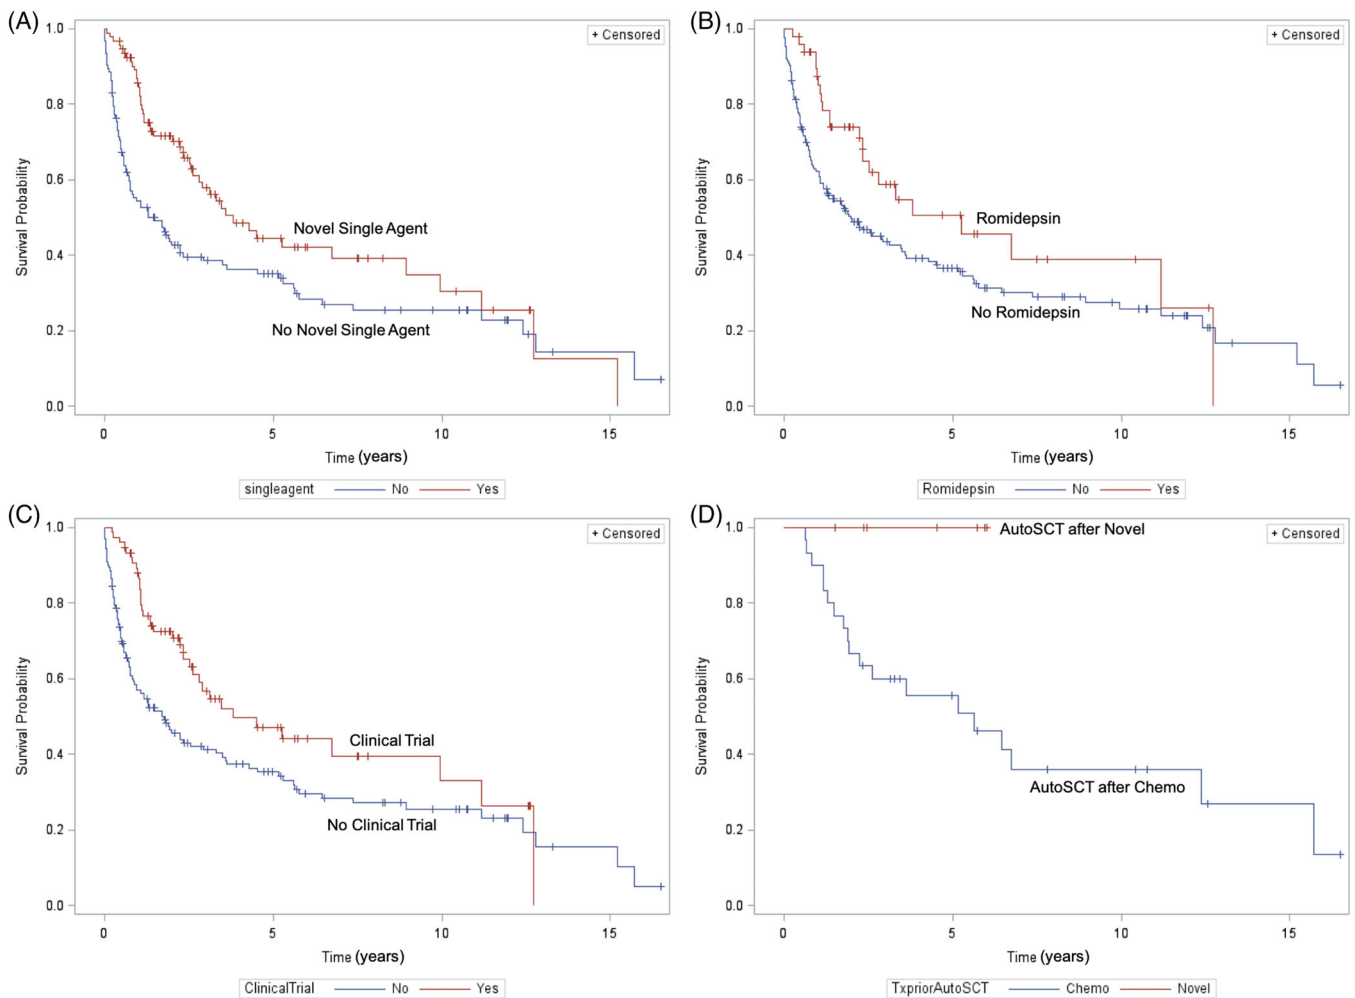 (A)
+ Censored
1.0
0.8
0.6
0.4
0.2
0.0
Survival Probability
Novel Single Agent
No Novel Single Agent
0 5 10 15
Time (years)
singleagent No Yes
(B)
+ Censored
1.0
0.8
0.6
0.4
0.2
0.0
Survival Probability
Romidepsin
No Romidepsin
0 5 10 15
Time (years)
Romidepsin No Yes
(C)
+ Censored
1.0
0.8
0.6
0.4
0.2
0.0
Survival Probability
Clinical Trial
No Clinical Trial
0 5 10 15
Time (years)
ClinicalTrial No Yes
(D)
+ Censored
1.0
0.8
0.6
0.4
0.2
0.0
Survival Probability
AutoSCT after Novel
AutoSCT after Chemo
0 5 10 15
Time (years)
TxpriorAutoSCT Chemo Novel